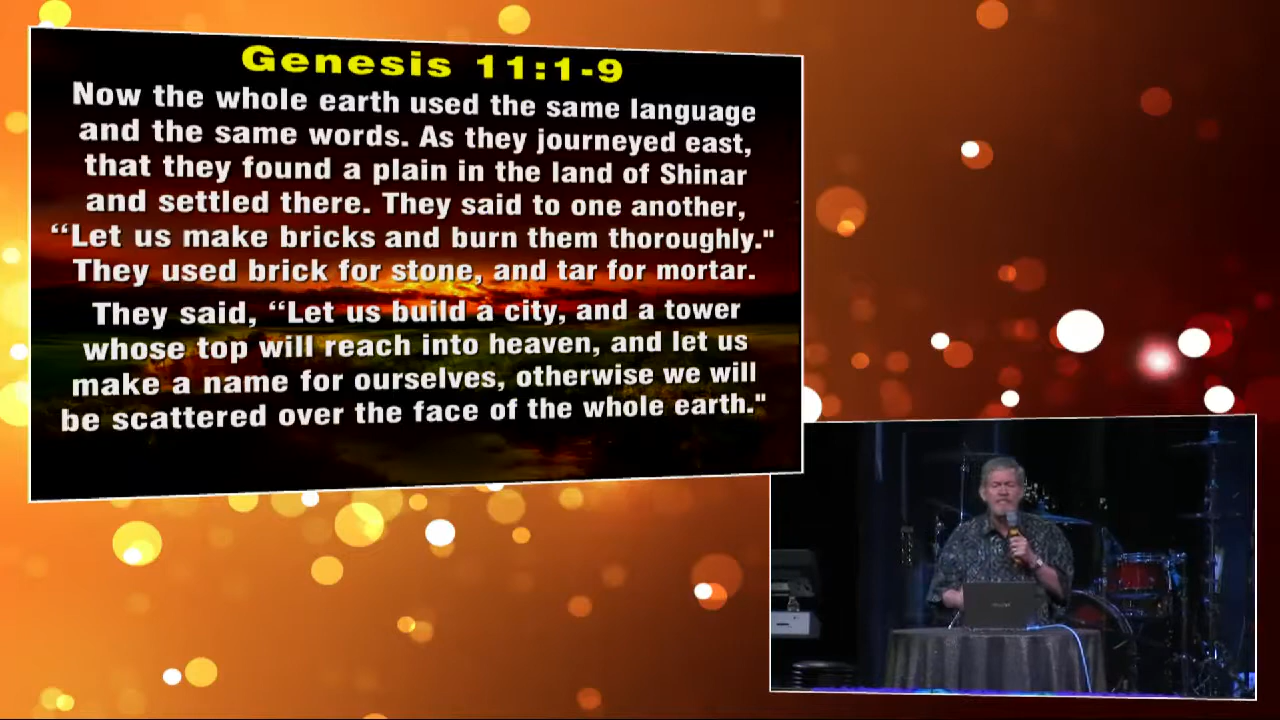 Genesis 11:1-9
Now the whole earth used the same language
and the same words. As they journeyed east,
that they found a plain in the land of Shinar
and settled there. They said to one another,
“Let us make bricks and burn them thoroughly."
They used brick for stone, and tar for mortar.
They said, “Let us build a city, and a tower
whose top will reach into heaven, and let us
make a name for ourselves, otherwise we will
be scattered over the face of the whole earth."